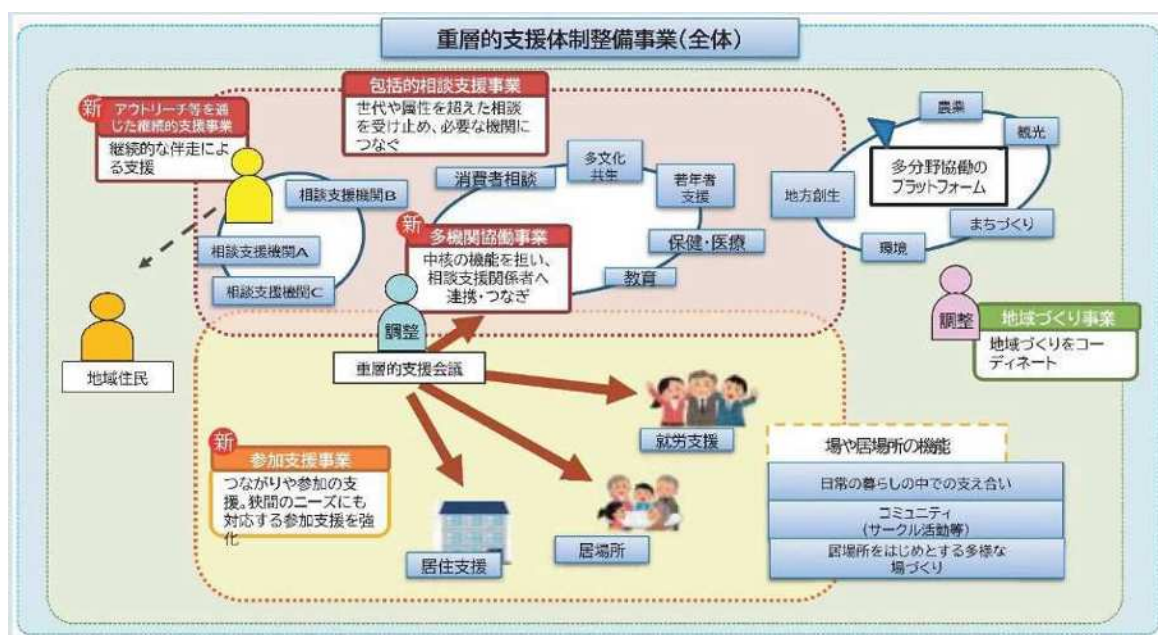 重層的支援体制整備事業(全体)
新
アウトリーチ等を通
じた継続的支援事業
継続的な伴走によ
る支援
包括的相談支援事業
世代や属性を超えた相談
を受け止め、必要な機関に
つなぐ
相談支援機関B
相談支援機関A
相談支援機関C
消費者相談
多文化
共生
若年者
支援
保健・医療
教育
新
多機関協働事業
中核の機能を担い、
相談支援関係者へ
連携・つなぎ
農業
観光
多分野協働の
プラットフォーム
地方創生
まちづくり
環境
調整
地域づくり事業
地域づくりをコー
ディネート
地域住民
調整
重層的支援会議
新
参加支援事業
つながりや参加の支
援。狭間のニーズにも
対応する参加支援を強
化
就労支援
居場所
居住支援
場や居場所の機能
日常の暮らしの中での支え合い
コミュニティ
(サークル活動等)
居場所をはじめとする多様な
場づくり